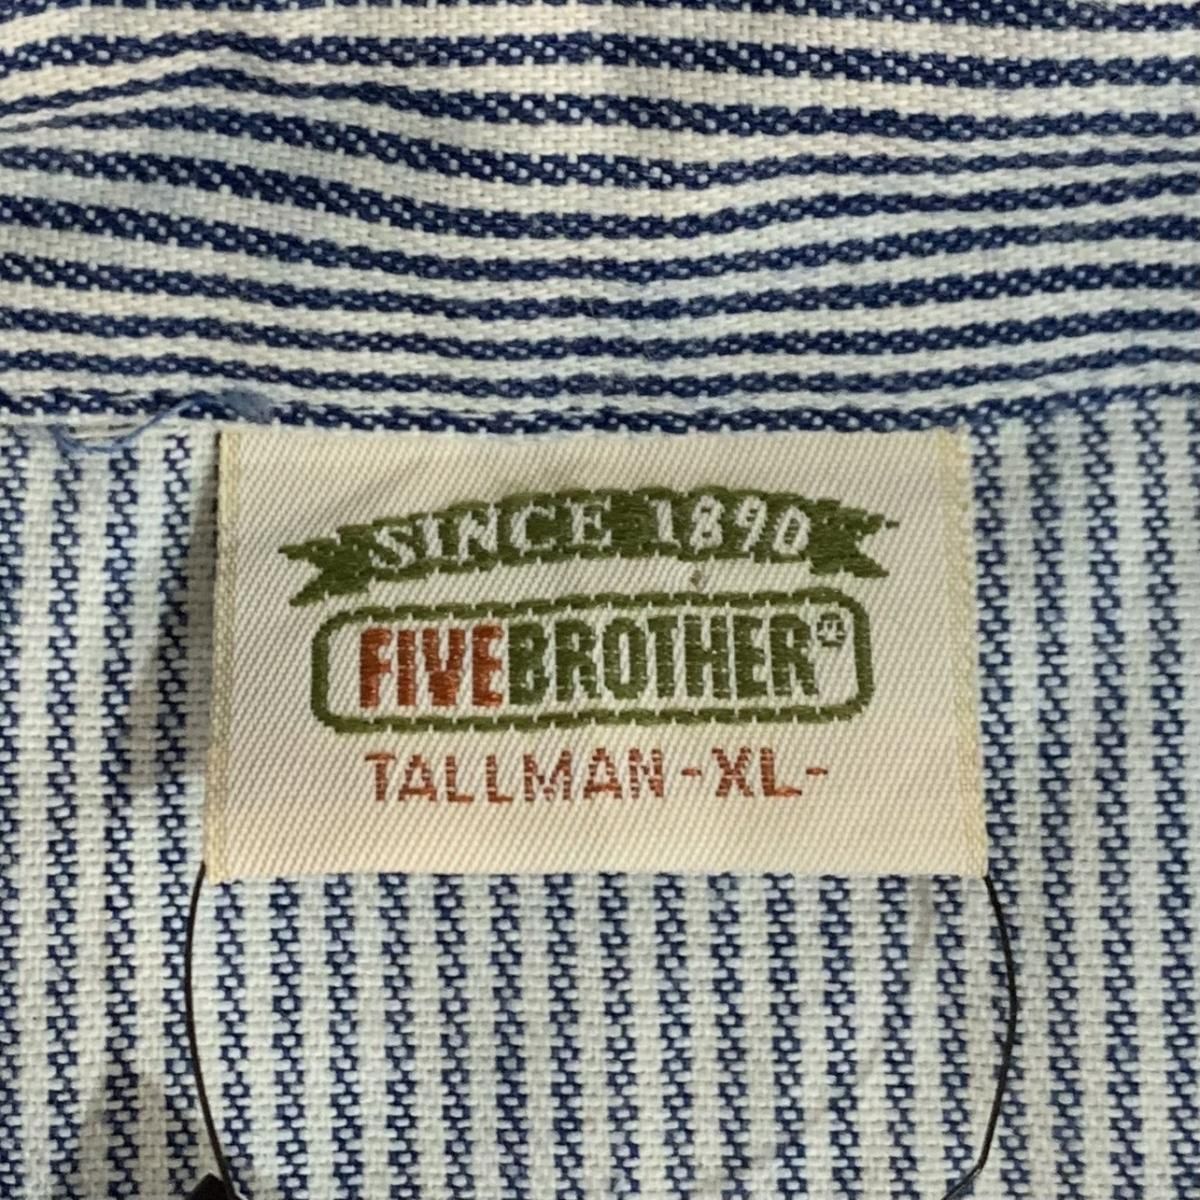 SINCE 1890
FIVEBROTHER®
TALLMAN -XL-